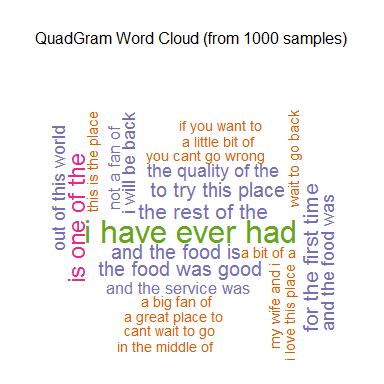 QuadGram Word Cloud (from 1000 samples)
if you want to
a little bit of
you cant go wrong
the quality of the
to try this place
the rest of the
i have ever had
and the food is
a bit of a
the food was good
and the service was
a big fan of
a great place to
cant wait to go
in the middle of
out of this world
is one of the
this is the place
not a fan of
i will be back
wait to go back
my wife and i
i love this place
for the first time
and the food was